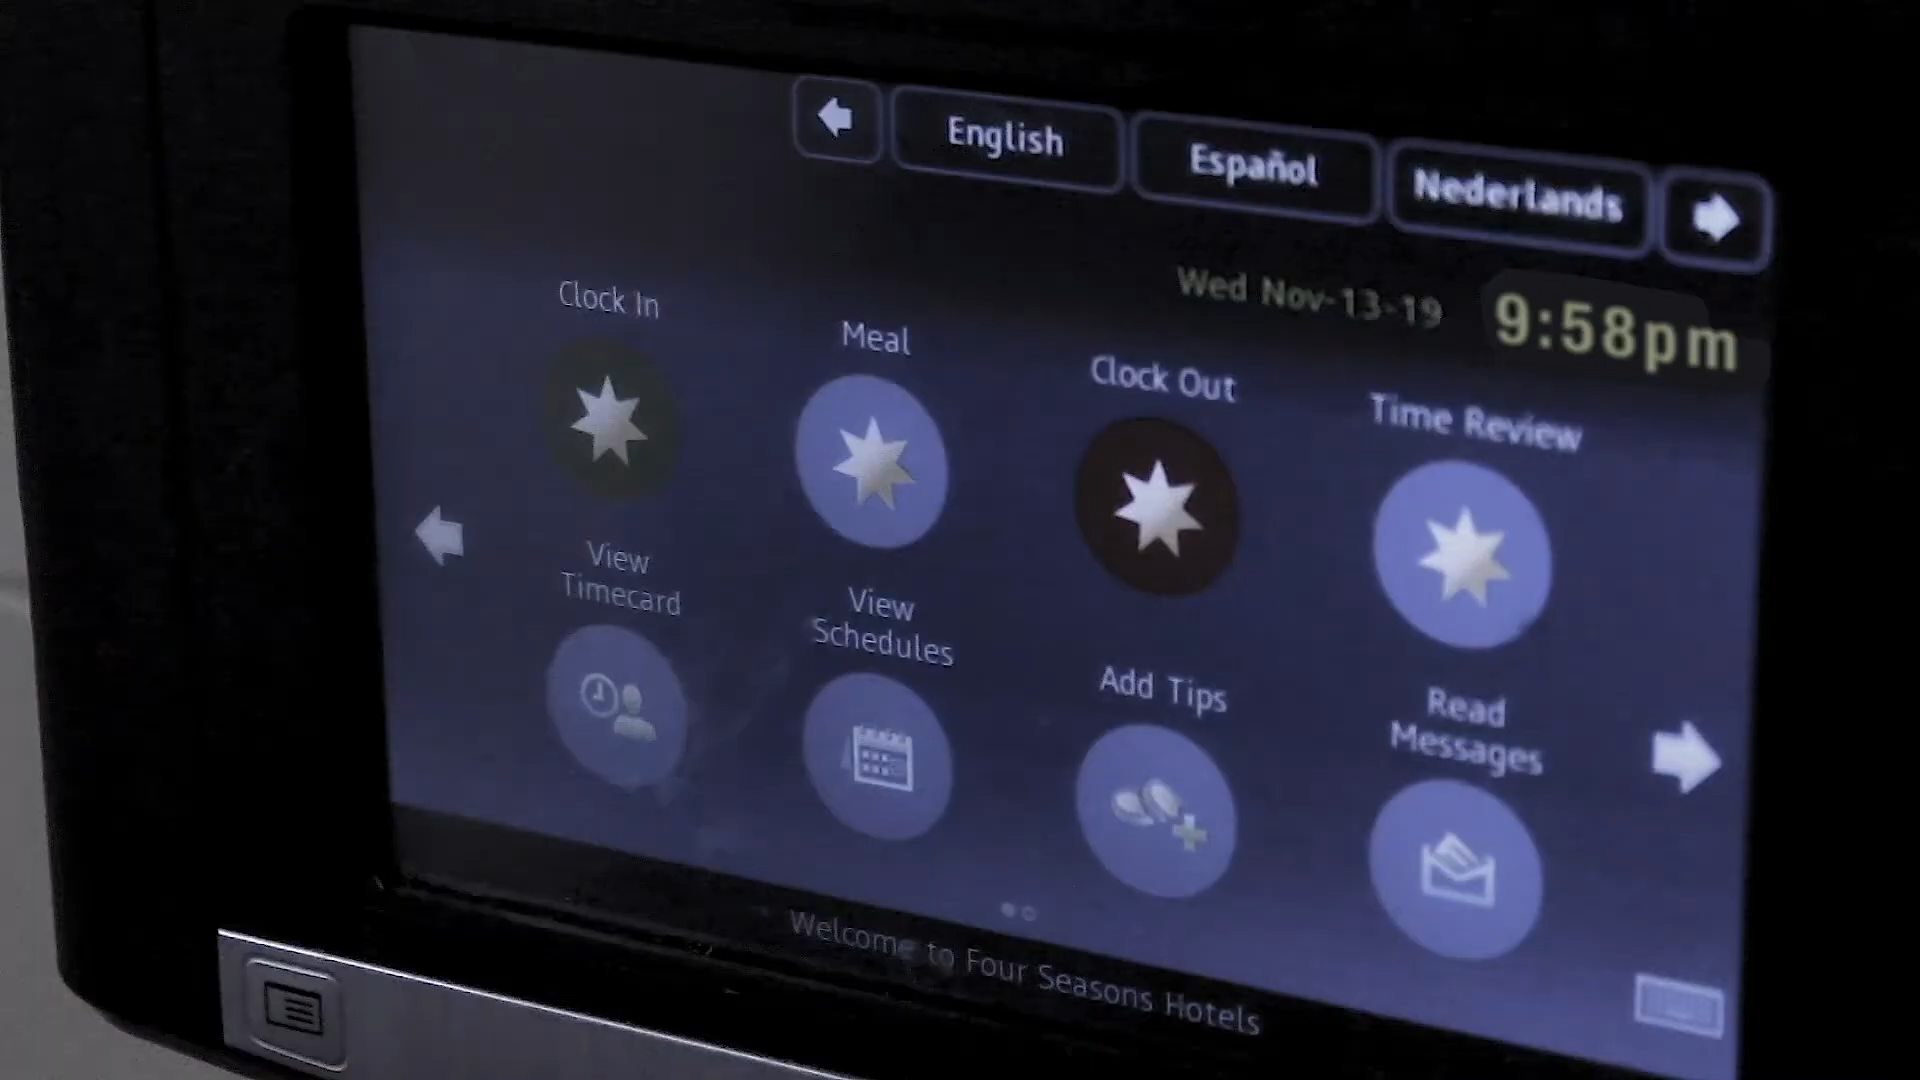 English
Español
Nederlands
Wed Nov-13-19
9:58pm
Clock In
Meal
Clock Out
Time Review
View
Timecard
View
Schedules
Add Tips
Read
Messages
Welcome to Four Seasons Hotels